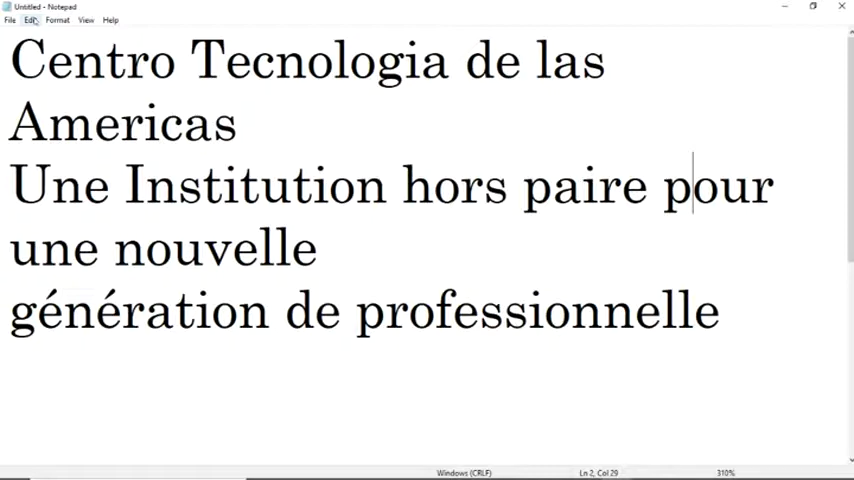 Untitled - Notepad
File Edit Format View Help
Centro Tecnologia de las
Americas
Une Institution hors paire pour
une nouvelle
génération de professionnelle
Windows (CRLF) Ln 2, Col 29 310%